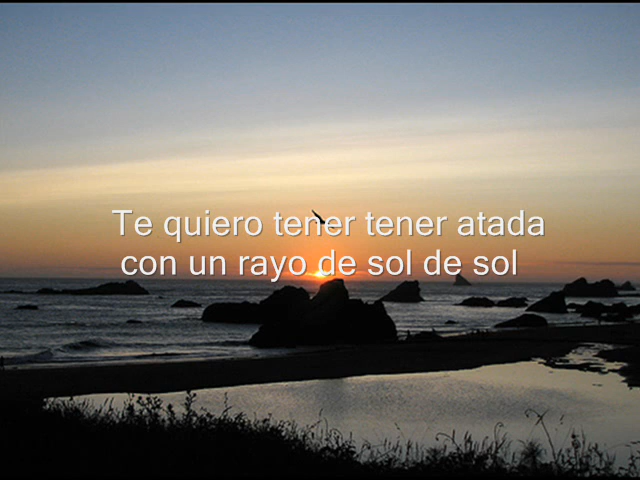 Te quiero tener tener atada
con un rayo de sol de sol